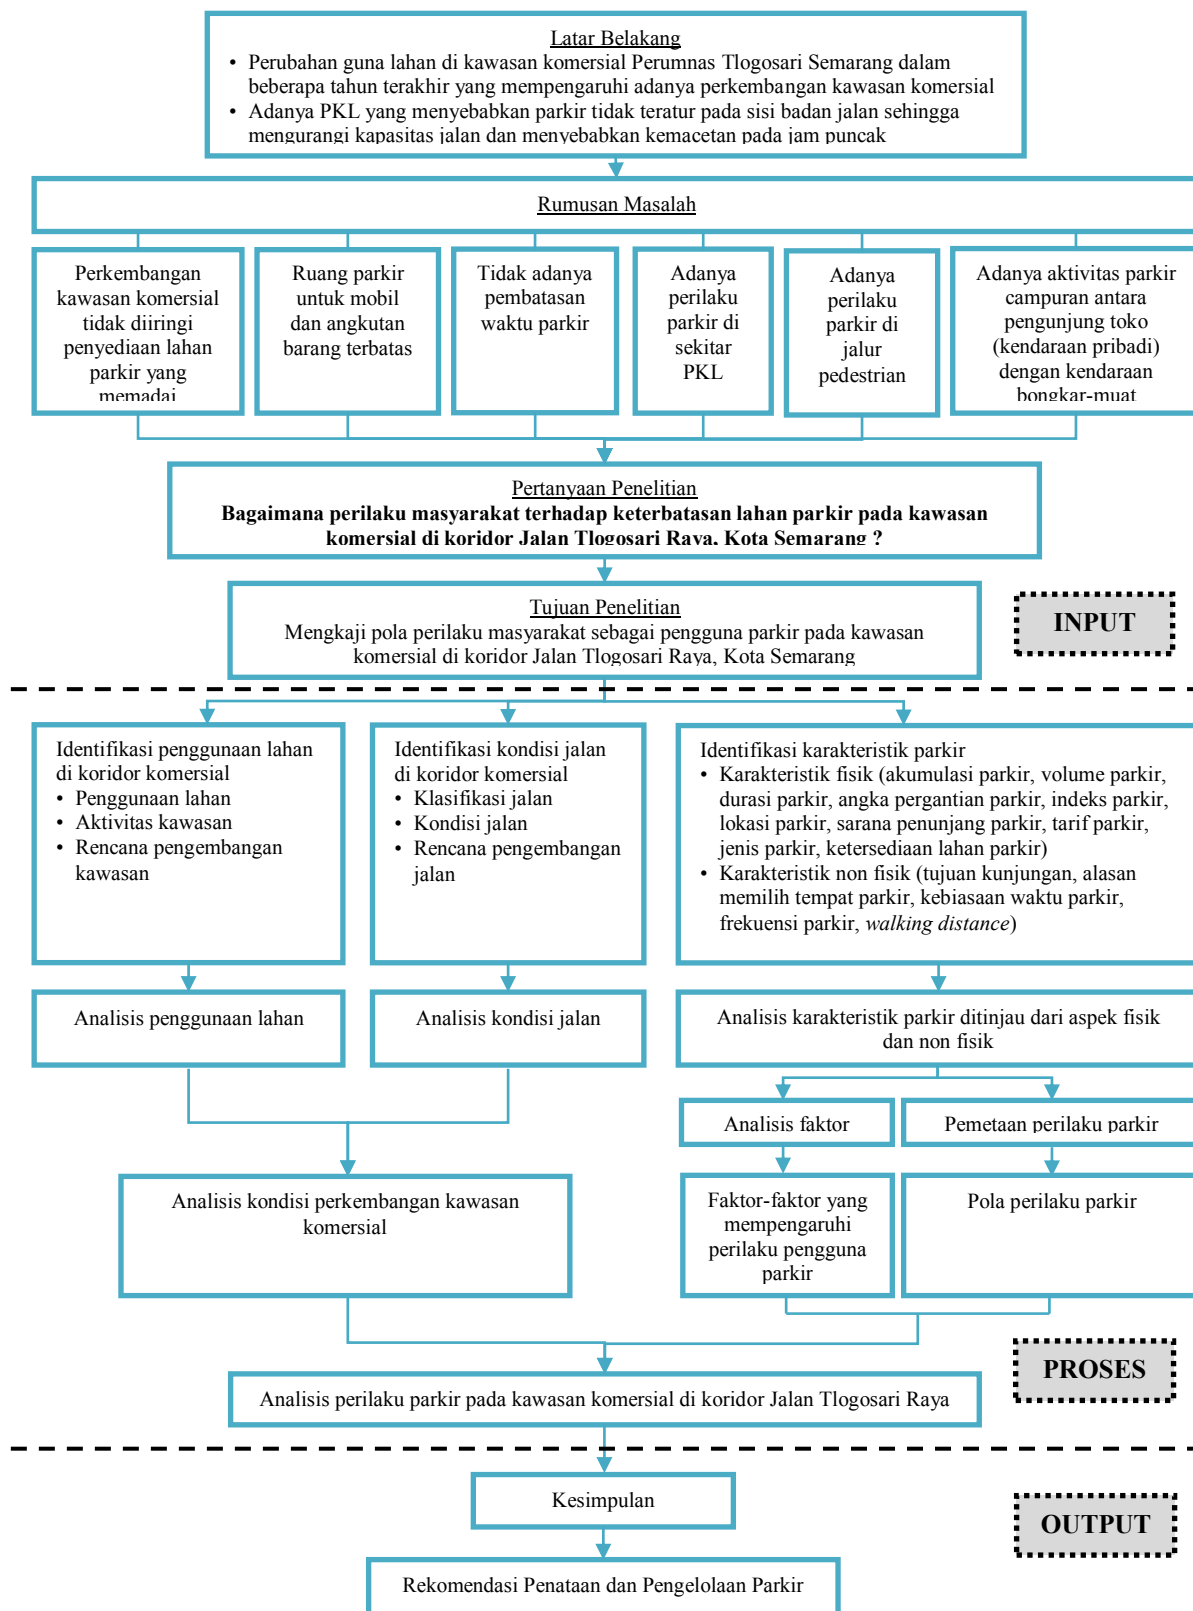 Latar Belakang
• Perubahan guna lahan di kawasan komersial Perumnas Tlogosari Semarang dalam
beberapa tahun terakhir yang mempengaruhi adanya perkembangan kawasan komersial
• Adanya PKL yang menyebabkan parkir tidak teratur pada sisi badan jalan sehingga
mengurangi kapasitas jalan dan menyebabkan kemacetan pada jam puncak
Rumusan Masalah
Perkembangan
kawasan komersial
tidak diiringi
penyediaan lahan
parkir yang
memadai
Ruang parkir
untuk mobil
dan angkutan
barang terbatas
Tidak adanya
pembatasan
waktu parkir
Adanya
perilaku
parkir di
sekitar
PKL
Adanya
perilaku
parkir di
jalur
pedestrian
Adanya aktivitas parkir
campuran antara
pengunjung toko
(kendaraan pribadi)
dengan kendaraan
bongkar-muat
Pertanyaan Penelitian
Bagaimana perilaku masyarakat terhadap keterbatasan lahan parkir pada kawasan
komersial di koridor Jalan Tlogosari Raya, Kota Semarang ?
Tujuan Penelitian
Mengkaji pola perilaku masyarakat sebagai pengguna parkir pada kawasan
komersial di koridor Jalan Tlogosari Raya, Kota Semarang
INPUT
Identifikasi penggunaan lahan
di koridor komersial
• Penggunaan lahan
• Aktivitas kawasan
• Rencana pengembangan
kawasan
Identifikasi kondisi jalan
di koridor komersial
• Klasifikasi jalan
• Kondisi jalan
• Rencana pengembangan
jalan
Identifikasi karakteristik parkir
• Karakteristik fisik (akumulasi parkir, volume parkir,
durasi parkir, angka pergantian parkir, indeks parkir,
lokasi parkir, sarana penunjang parkir, tarif parkir,
jenis parkir, ketersediaan lahan parkir)
• Karakteristik non fisik (tujuan kunjungan, alasan
memilih tempat parkir, kebiasaan waktu parkir,
frekuensi parkir, walking distance)
Analisis penggunaan lahan
Analisis kondisi jalan
Analisis karakteristik parkir ditinjau dari aspek fisik
dan non fisik
Analisis faktor
Pemetaan perilaku parkir
Analisis kondisi perkembangan kawasan
komersial
Faktor-faktor yang
mempengaruhi
perilaku pengguna
parkir
Pola perilaku parkir
PROSES
Analisis perilaku parkir pada kawasan komersial di koridor Jalan Tlogosari Raya
Kesimpulan
OUTPUT
Rekomendasi Penataan dan Pengelolaan Parkir